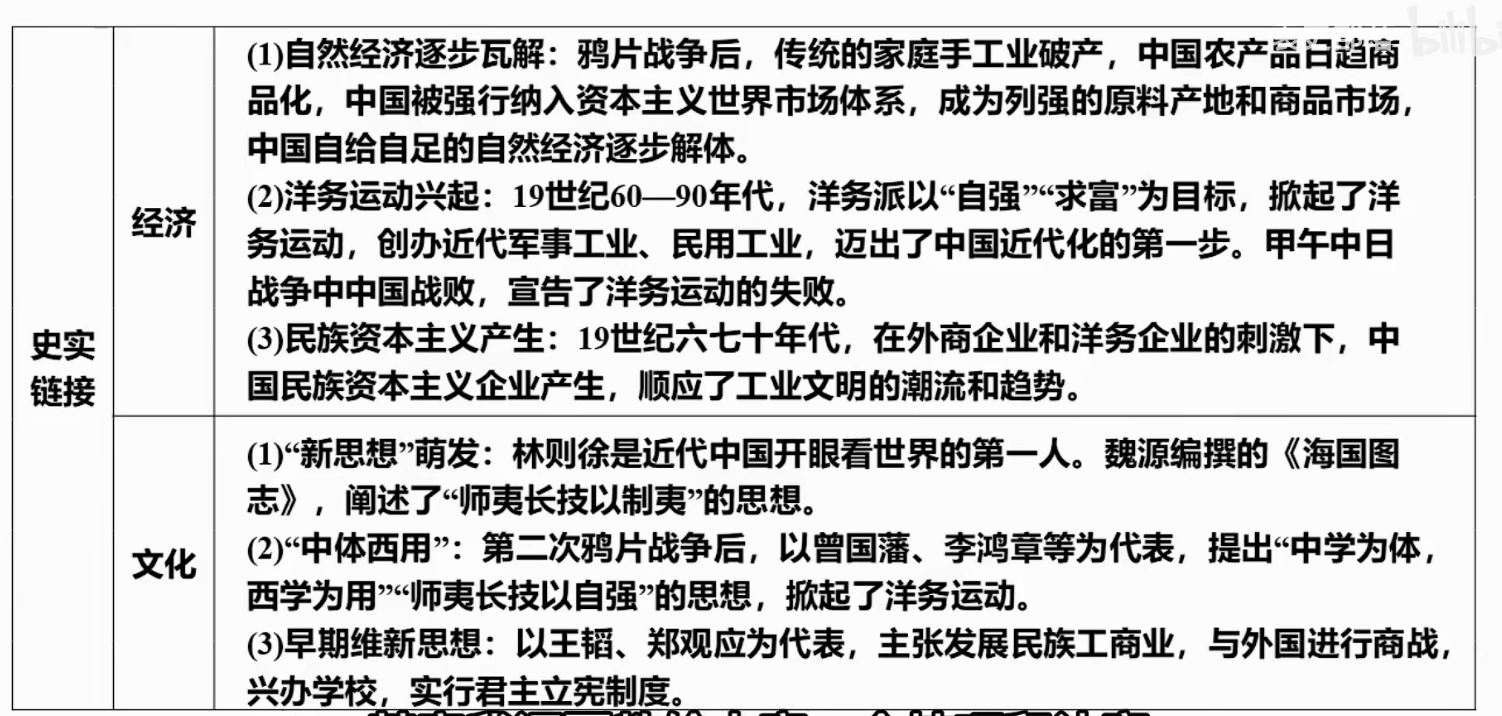 (1)自然经济逐步瓦解：鸦片战争后，传统的家庭手工业破产，中国农产品日趋商
品化，中国被强行纳入资本主义世界市场体系，成为列强的原料产地和商品市场，
中国自给自足的自然经济逐步解体。
(2)洋务运动兴起：19世纪60—90年代，洋务派以“自强”“求富”为目标，掀起了洋
务运动，创办近代军事工业、民用工业，迈出了中国近代化的第一步。甲午中日
战争中中国战败，宣告了洋务运动的失败。
(3)民族资本主义产生：19世纪六七十年代，在外商企业和洋务企业的刺激下，中
国民族资本主义企业产生，顺应了工业文明的潮流和趋势。
经济
史实
链接
(1)“新思想”萌发：林则徐是近代中国开眼看世界的第一人。魏源编撰的《海国图
志》，阐述了“师夷长技以制夷”的思想。
(2)“中体西用”：第二次鸦片战争后，以曾国藩、李鸿章等为代表，提出“中学为体，
西学为用”“师夷长技以自强”的思想，掀起了洋务运动。
(3)早期维新思想：以王韬、郑观应为代表，主张发展民族工商业，与外国进行商战，
兴办学校，实行君主立宪制度。
文化
bilibi